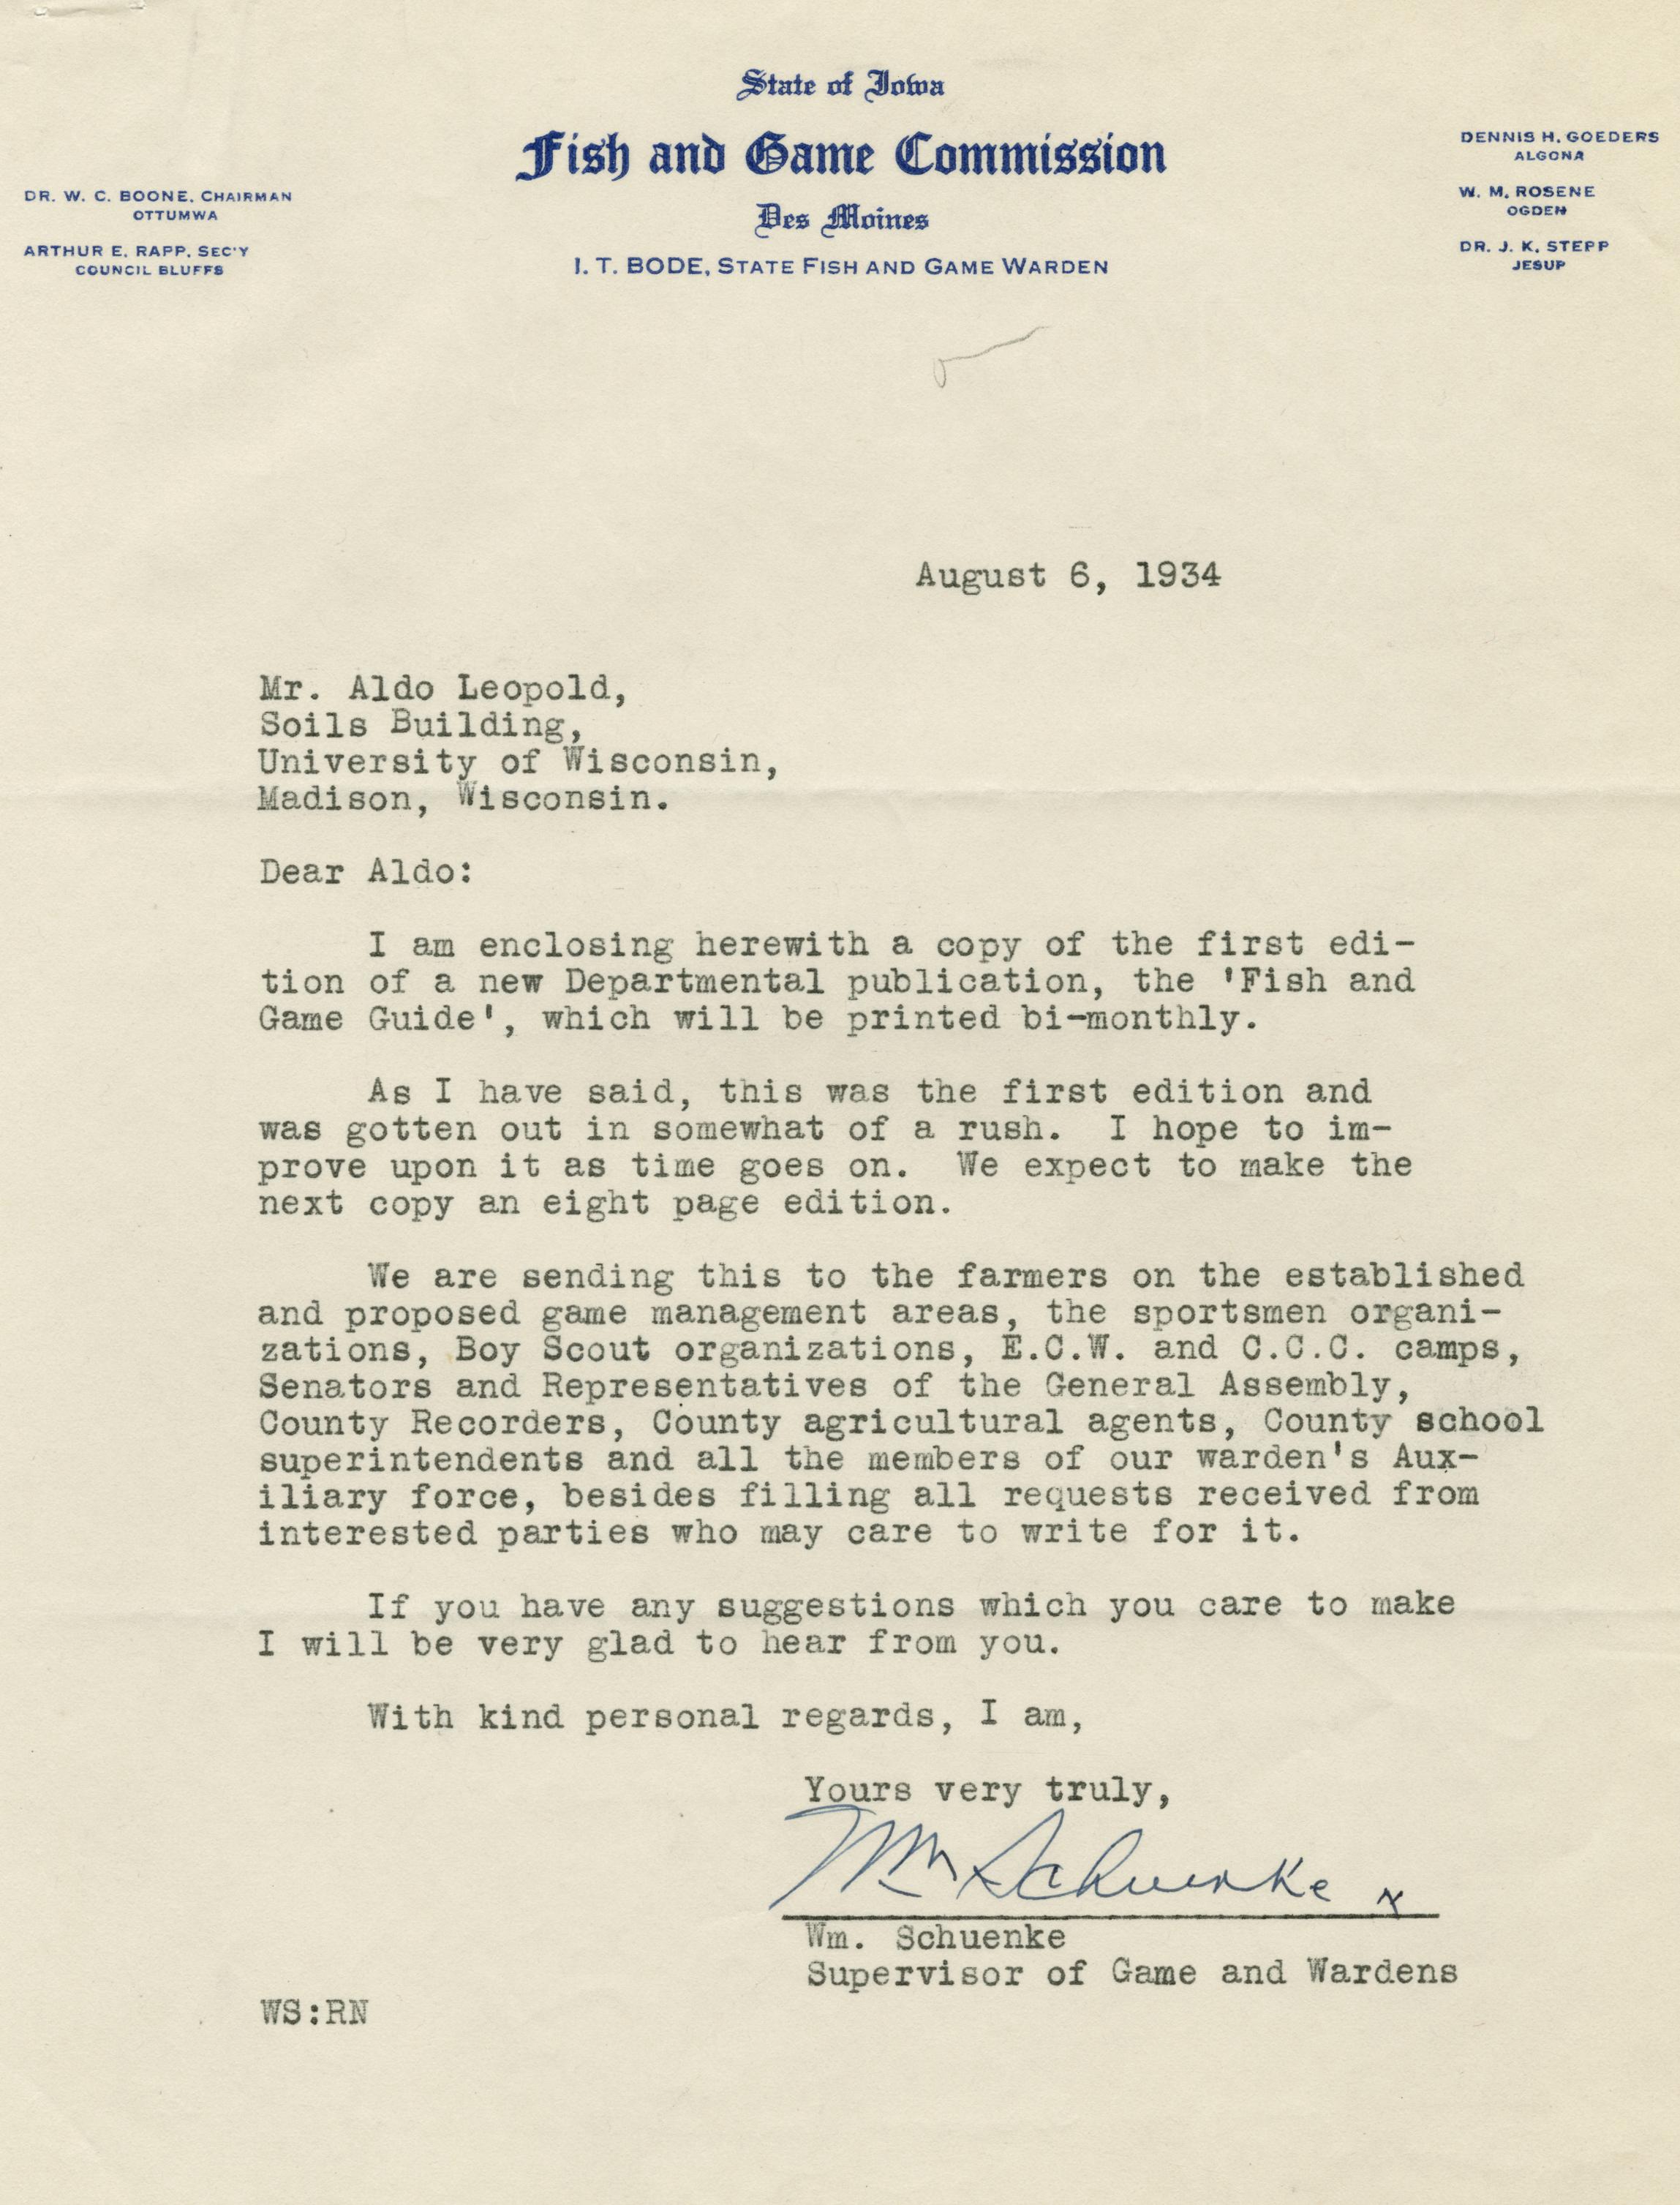 State of Iowa
Fish and Game Commission
Des Moines
I. T. BODE, STATE FISH AND GAME WARDEN
DR. W. C. BOONE, CHAIRMAN
OTTUMWA
ARTHUR E. RAPP, SEC'Y
COUNCIL BLUFFS
DENNIS H. GOEDERS
ALGONA
W. M. ROSENE
OGDEN
DR. J. K. STEPP
JESUP
August 6, 1934
Mr. Aldo Leopold,
Soils Building,
University of Wisconsin,
Madison, Wisconsin.
Dear Aldo:
I am enclosing herewith a copy of the first edi-
tion of a new Departmental publication, the 'Fish and
Game Guide', which will be printed bi-monthly.
As I have said, this was the first edition and
was gotten out in somewhat of a rush. I hope to im-
prove upon it as time goes on. We expect to make the
next copy an eight page edition.
We are sending this to the farmers on the established
and proposed game management areas, the sportsmen organi-
zations, Boy Scout organizations, E.C.W. and C.C.C. camps,
Senators and Representatives of the General Assembly,
County Recorders, County agricultural agents, County school
superintendents and all the members of our warden's Aux-
iliary force, besides filling all requests received from
interested parties who may care to write for it.
If you have any suggestions which you care to make
I will be very glad to hear from you.
With kind personal regards, I am,
Yours very truly,
Wm Schuenke
Wm. Schuenke
Supervisor of Game and Wardens
WS:RN